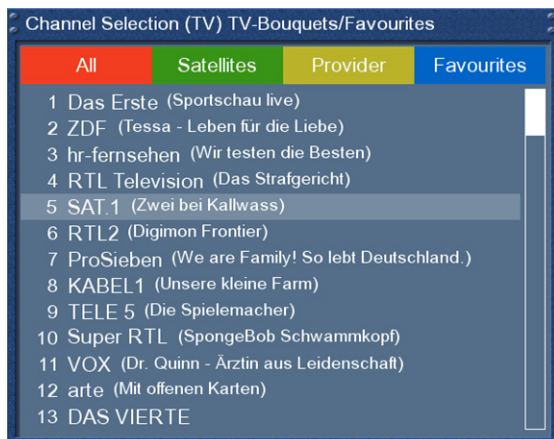 Channel Selection (TV) TV-Bouquets/Favourites
All Satellites Provider Favourites
1 Das Erste (Sportschau live)
2 ZDF (Tessa - Leben für die Liebe)
3 hr-fernsehen (Wir testen die Besten)
4 RTL Television (Das Strafgericht)
5 SAT.1 (Zwei bei Kallwass)
6 RTL2 (Digimon Frontier)
7 ProSieben (We are Family! So lebt Deutschland.)
8 KABEL1 (Unsere kleine Farm)
9 TELE 5 (Die Spielemacher)
10 Super RTL (SpongeBob Schwammkopf)
11 VOX (Dr. Quinn - Ärztin aus Leidenschaft)
12 arte (Mit offenen Karten)
13 DAS VIERTE